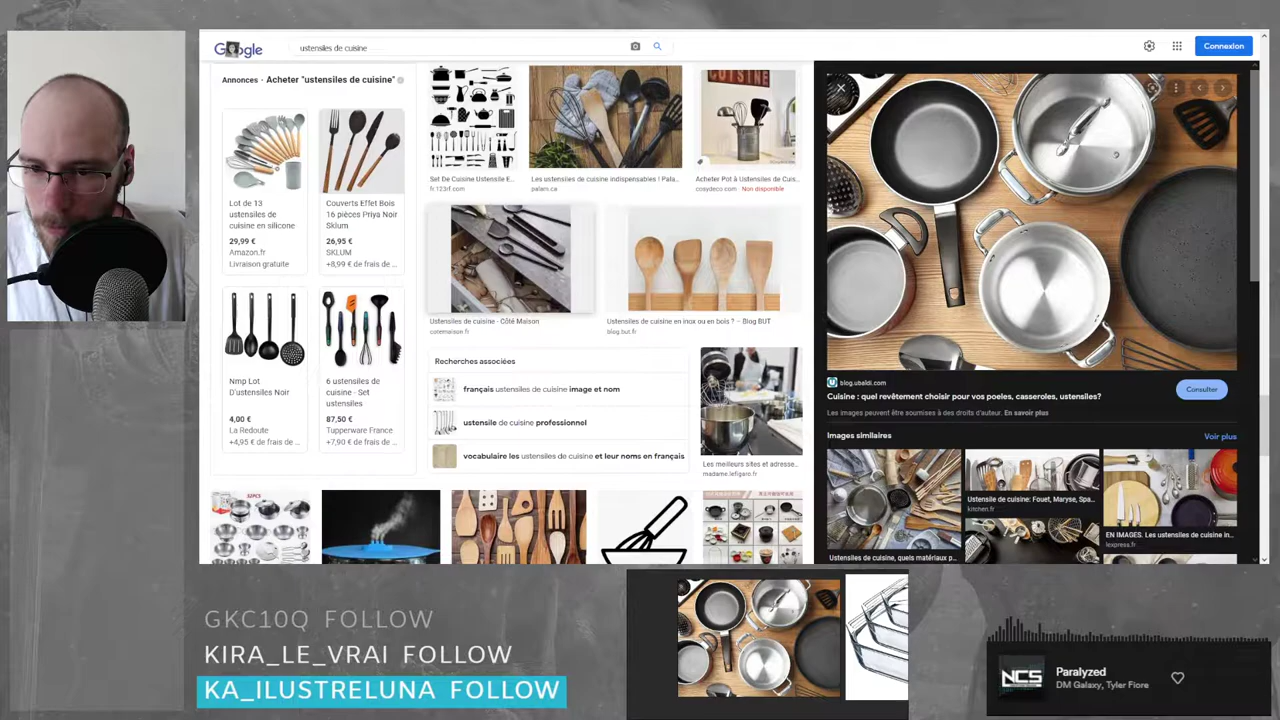 Google
ustensiles de cuisine
Connexion
Annonces · Acheter "ustensiles de cuisine"
Lot de 13
ustensiles de
cuisine en silicone
29,99 €
Amazon.fr
Livraison gratuite
Couverts Effet Bois
16 pièces Priya Noir
Sklum
26,95 €
SKLUM
+8,99 € de frais de ...
Nmp Lot
D'ustensiles Noir
4,00 €
La Redoute
+4,95 € de frais de ...
6 ustensiles de
cuisine - Set
ustensiles
87,50 €
Tupperware France
+7,90 € de frais de ...
Set De Cuisine Ustensile E...
fr.123rf.com
Les ustensiles de cuisine indispensables ! Pala...
palam.ca
CUISINE
Acheter Pot à Ustensiles de Cuis...
cosydeco.com · Non disponible
Ustensiles de cuisine - Côté Maison
cotemaison.fr
Ustensiles de cuisine en inox ou en bois ? – Blog BUT
blog.but.fr
Recherches associées
français ustensiles de cuisine image et nom
ustensile de cuisine professionnel
vocabulaire les ustensiles de cuisine et leur noms en français
Les meilleurs sites et adresse...
madame.lefigaro.fr
32PCS
blog.ubaldi.com
Cuisine : quel revêtement choisir pour vos poeles, casseroles, ustensiles?
Les images peuvent être soumises à des droits d'auteur. En savoir plus
Consulter
Images similaires
Voir plus
Ustensiles de cuisine, quels matériaux p...
Ustensile de cuisine: Fouet, Maryse, Spa...
kitchen.fr
EN IMAGES. Les ustensiles de cuisine in...
lexpress.fr
GKC10Q FOLLOW
KIRA_LE_VRAI FOLLOW
KA_ILUSTRELUNA FOLLOW
NCS
Paralyzed
DM Galaxy, Tyler Fiore